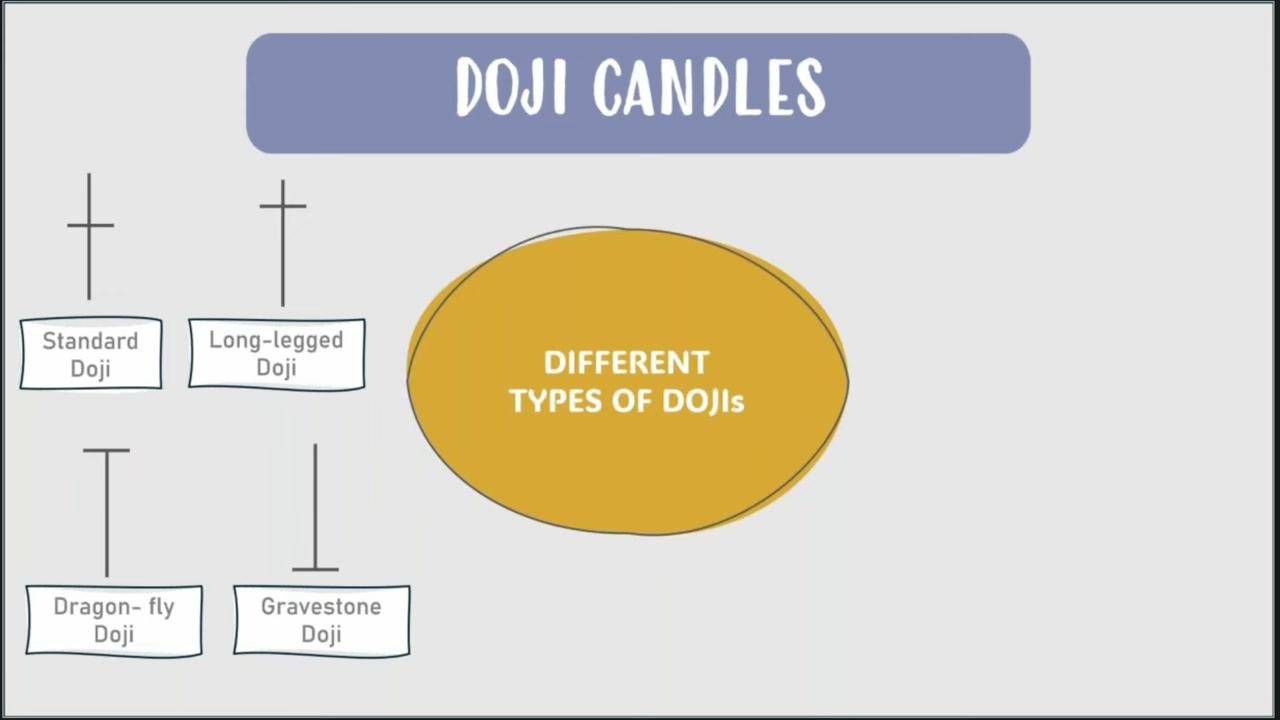 DOJI CANDLES
Standard
Doji
Long-legged
Doji
DIFFERENT
TYPES OF DOJIs
Dragon- fly
Doji
Gravestone
Doji